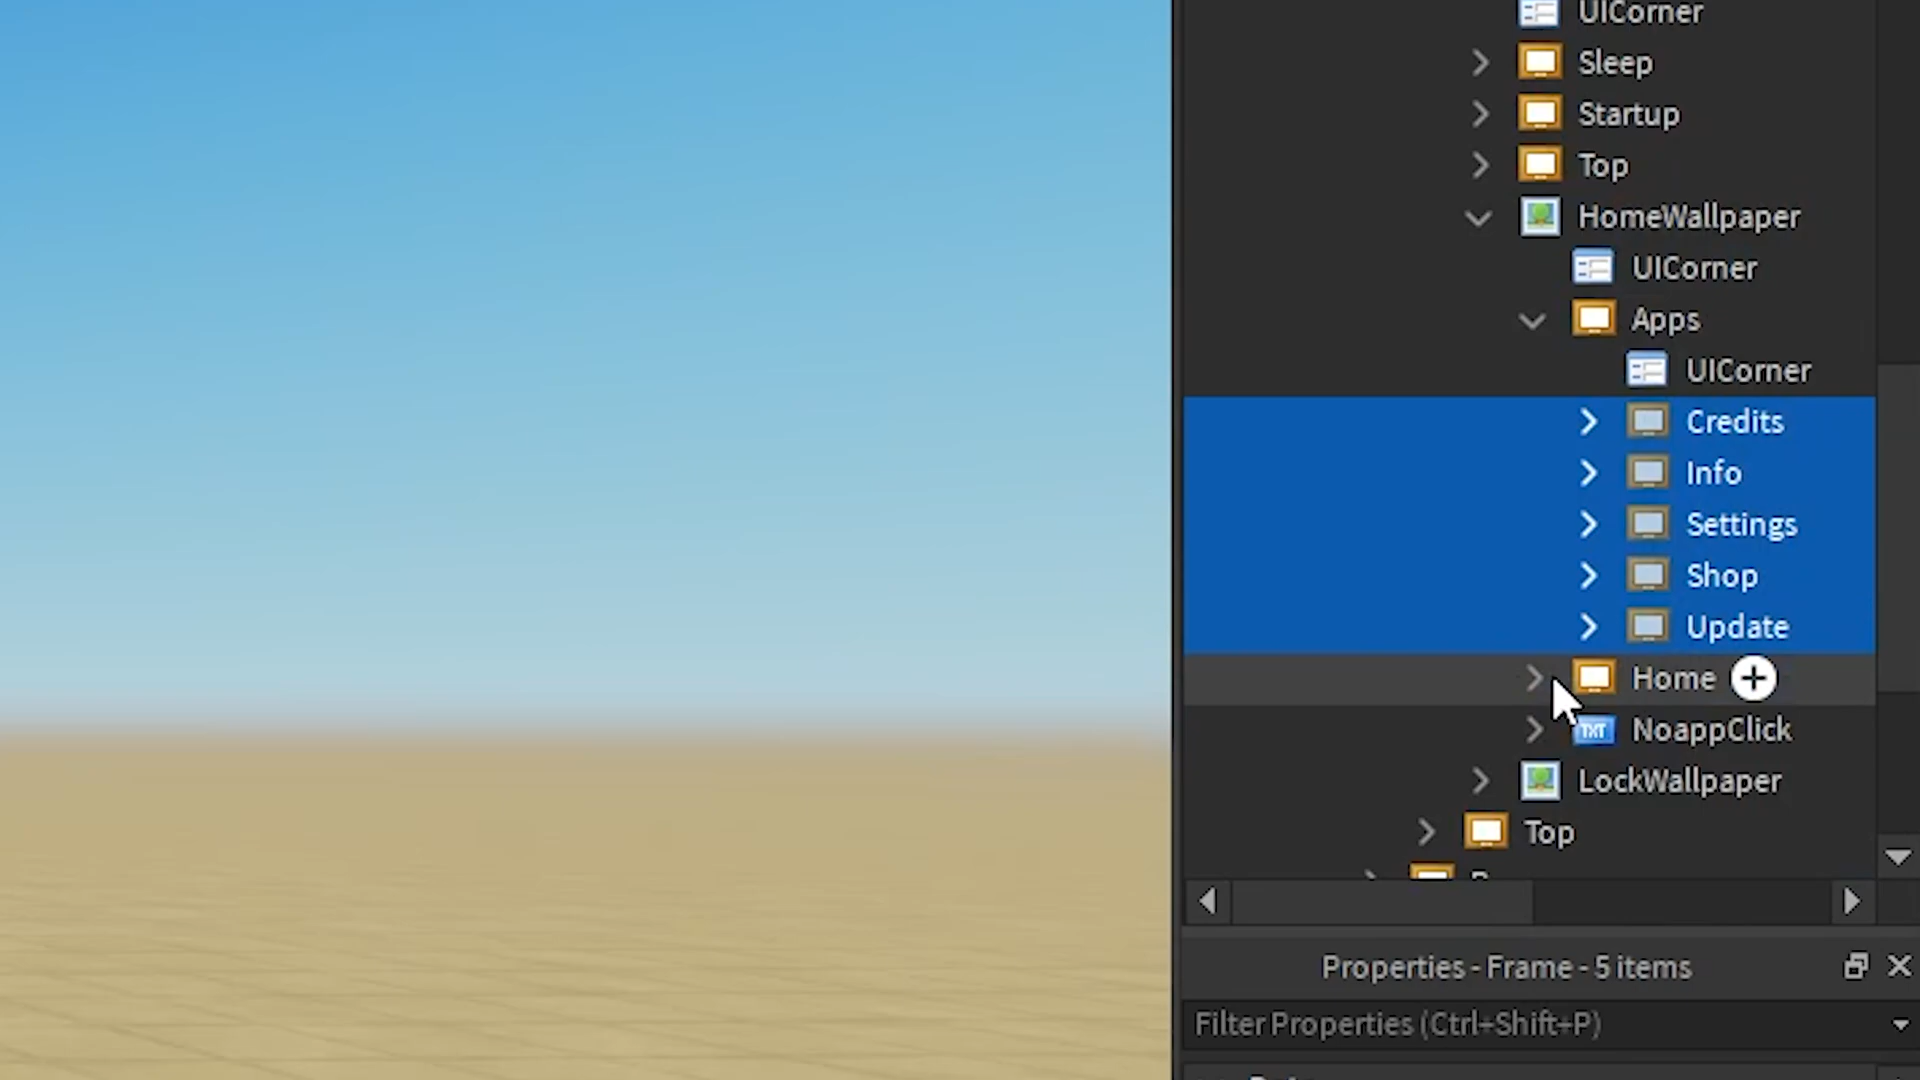 UICorner
Sleep
Startup
Top
HomeWallpaper
UICorner
Apps
UICorner
Credits
Info
Settings
Shop
Update
Home
TXT NoappClick
LockWallpaper
Top
Properties - Frame - 5 items
Filter Properties (Ctrl+Shift+P)